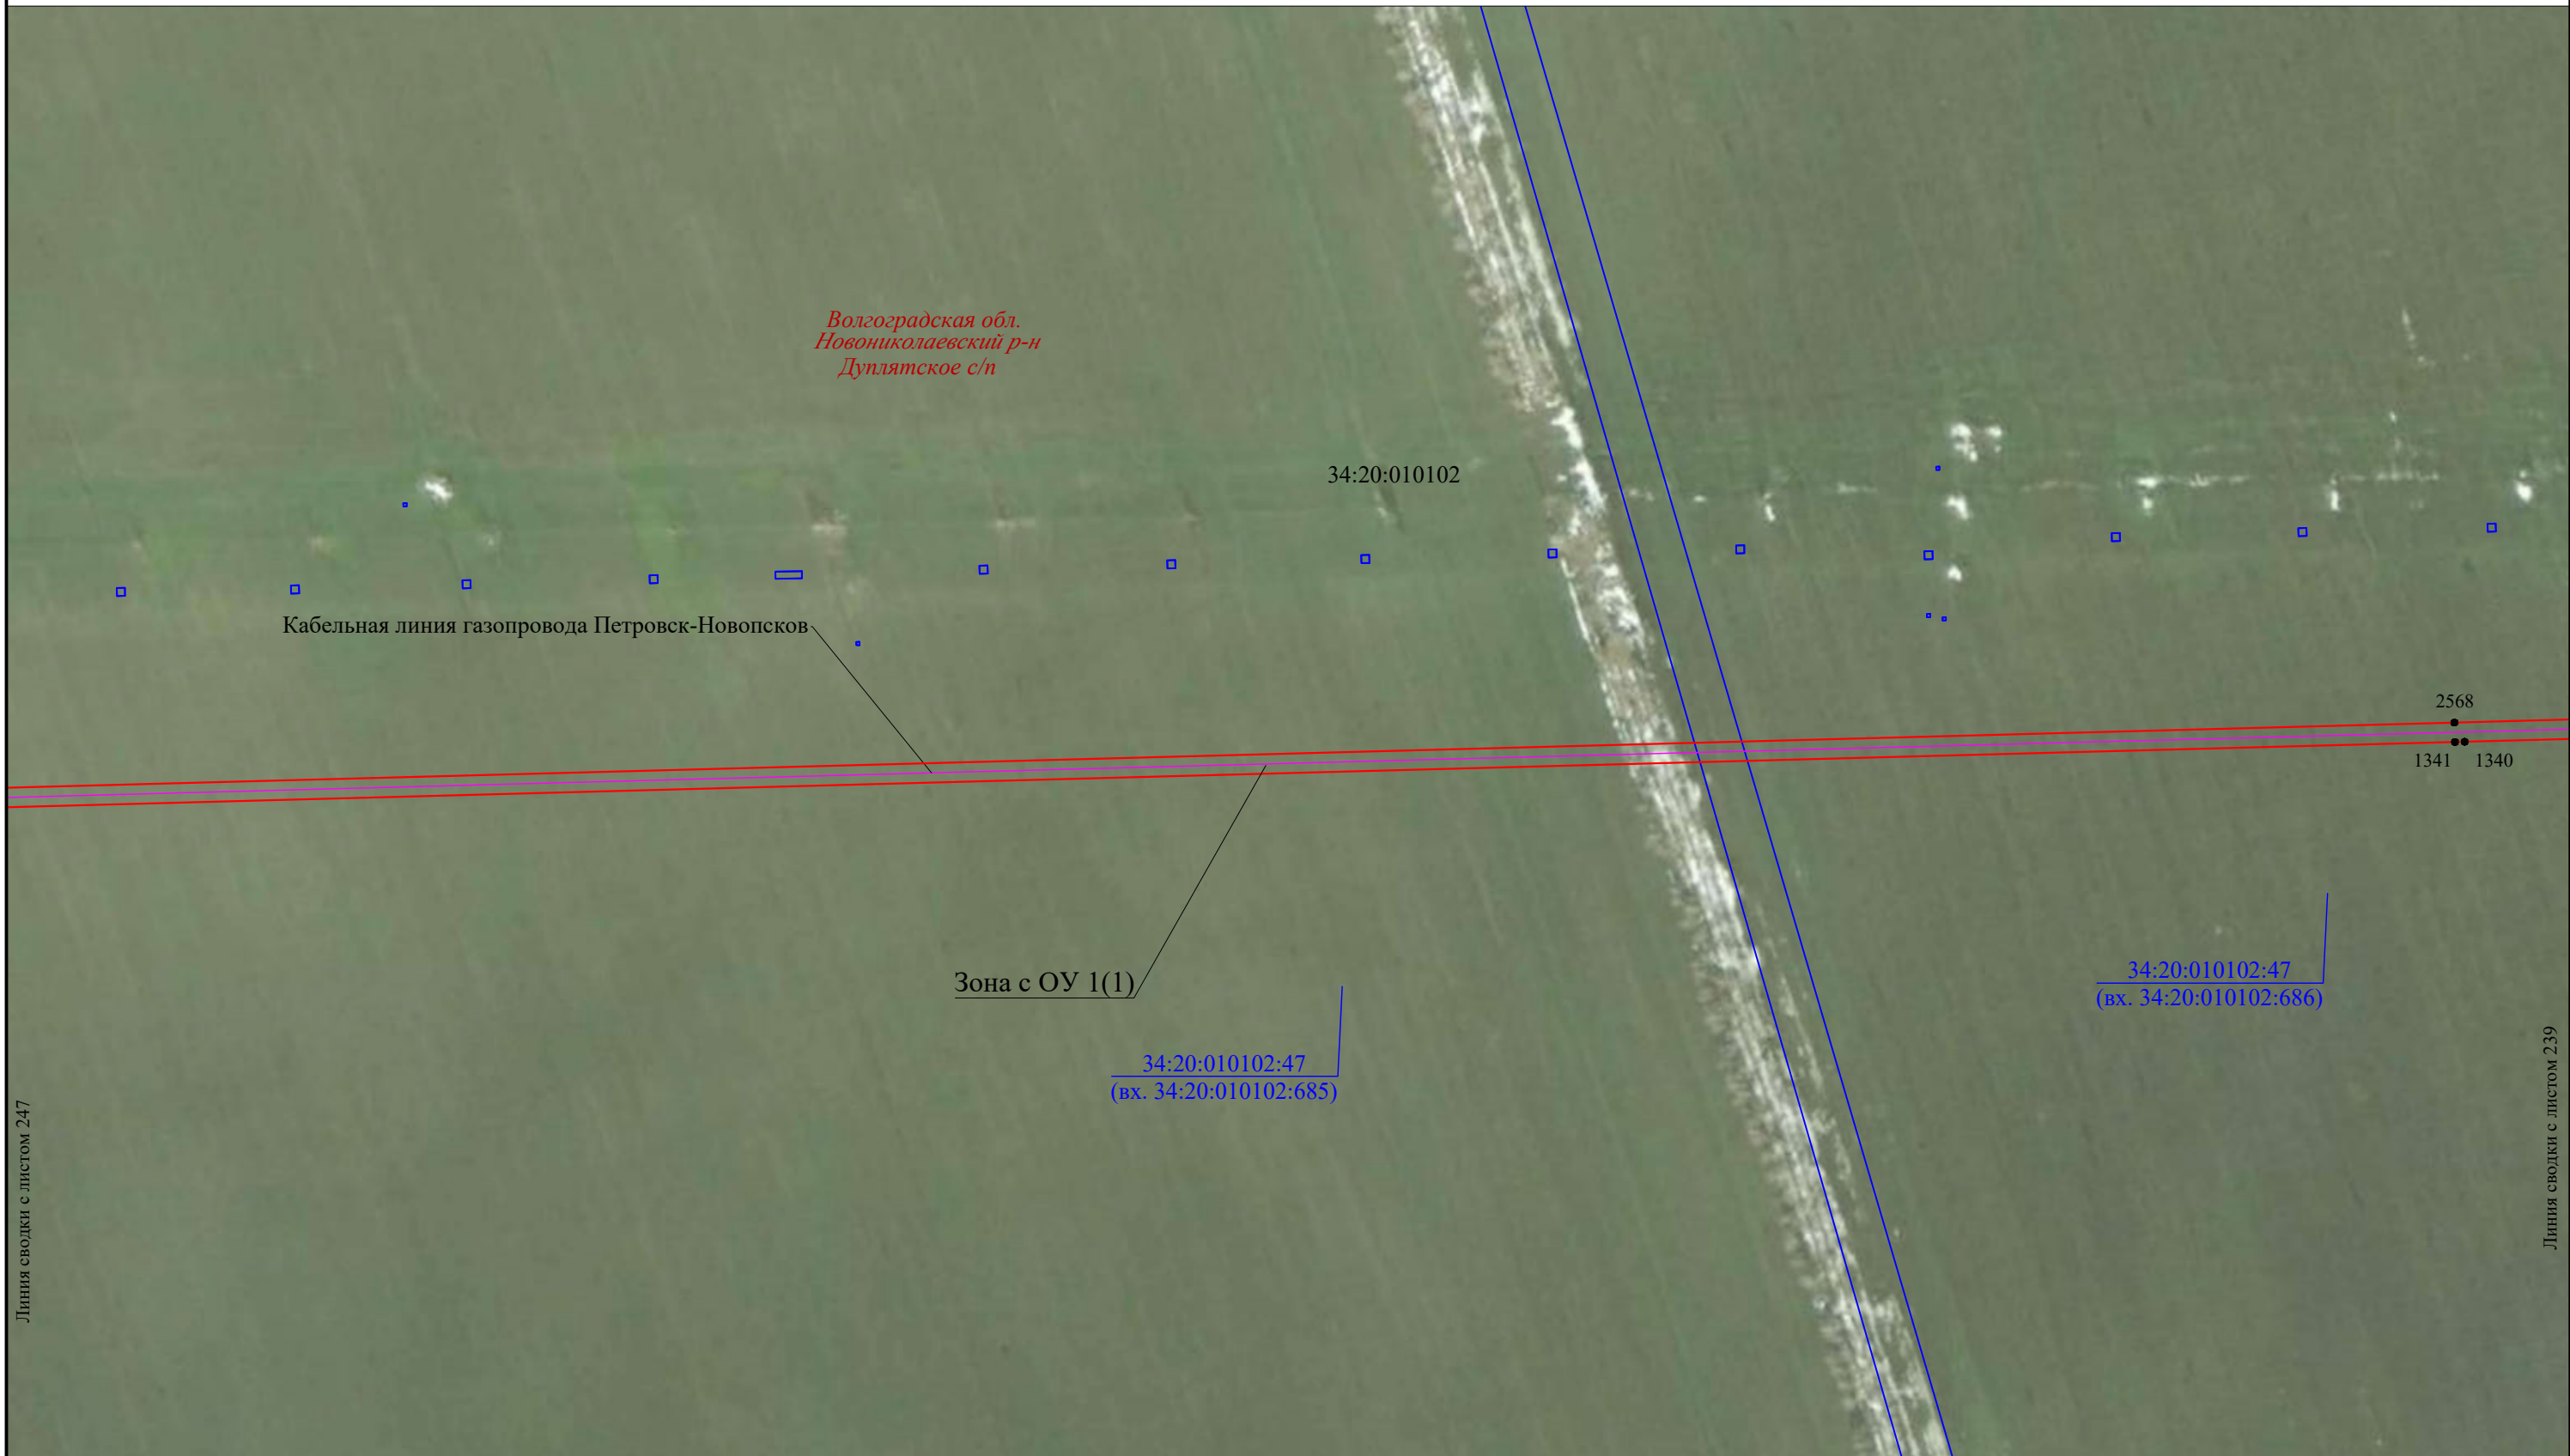 Волгоградская обл.
Новониколаевский р-н
Дуплятское с/п
34:20:010102
Кабельная линия газопровода Петровск-Новопсков
2568
1341
1340
Зона с ОУ 1(1)
34:20:010102:47
(вх. 34:20:010102:686)
34:20:010102:47
(вх. 34:20:010102:685)
Линия сводки с листом 247
Линия сводки с листом 239